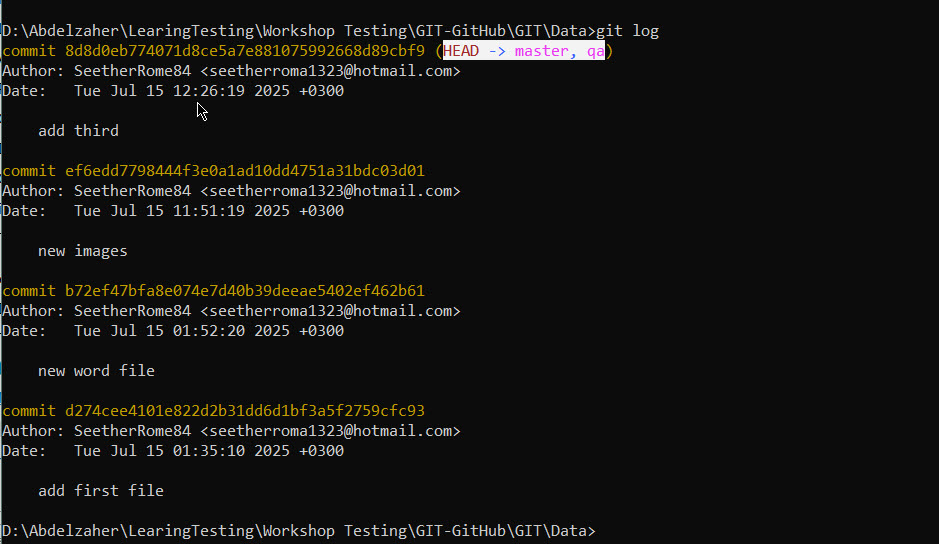 D:\Abdelzaher\LearingTesting\Workshop Testing\GIT-GitHub\GIT\Data>git log
commit 8d8d0eb774071d8ce5a7e881075992668d89cbf9 (HEAD -> master, qa)
Author: SeetherRome84 <seetherroma1323@hotmail.com>
Date:   Tue Jul 15 12:26:19 2025 +0300
    add third
commit ef6edd7798444f3e0a1ad10dd4751a31bdc03d01
Author: SeetherRome84 <seetherroma1323@hotmail.com>
Date:   Tue Jul 15 11:51:19 2025 +0300
    new images
commit b72ef47bfa8e074e7d40b39deeae5402ef462b61
Author: SeetherRome84 <seetherroma1323@hotmail.com>
Date:   Tue Jul 15 01:52:20 2025 +0300
    new word file
commit d274cee4101e822d2b31dd6d1bf3a5f2759cfc93
Author: SeetherRome84 <seetherroma1323@hotmail.com>
Date:   Tue Jul 15 01:35:10 2025 +0300
    add first file
D:\Abdelzaher\LearingTesting\Workshop Testing\GIT-GitHub\GIT\Data>